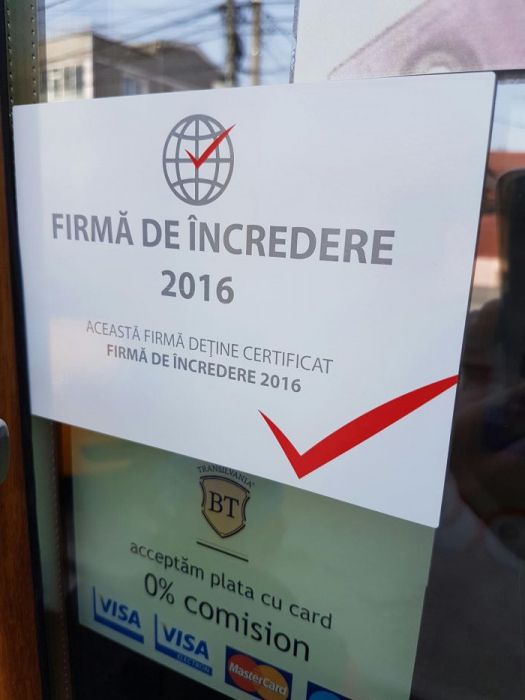 FIRMĂ DE ÎNCREDERE
2016
ACEASTĂ FIRMĂ DEȚINE CERTIFICAT
FIRMĂ DE ÎNCREDERE 2016
TRANSILVANIA
BT
acceptăm plata cu card
0% comision
VISA
VISA
ELECTRON
MasterCard